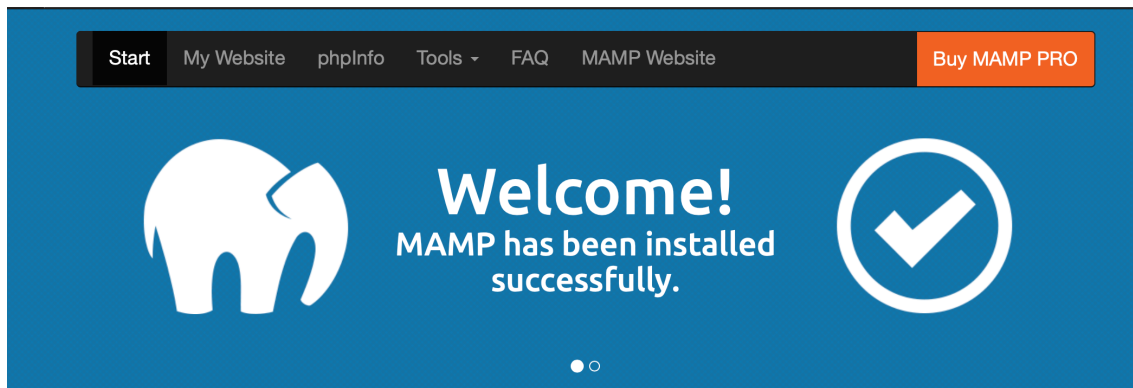 Start My Website phpInfo Tools FAQ MAMP Website Buy MAMP PRO
Welcome!
MAMP has been installed
successfully.